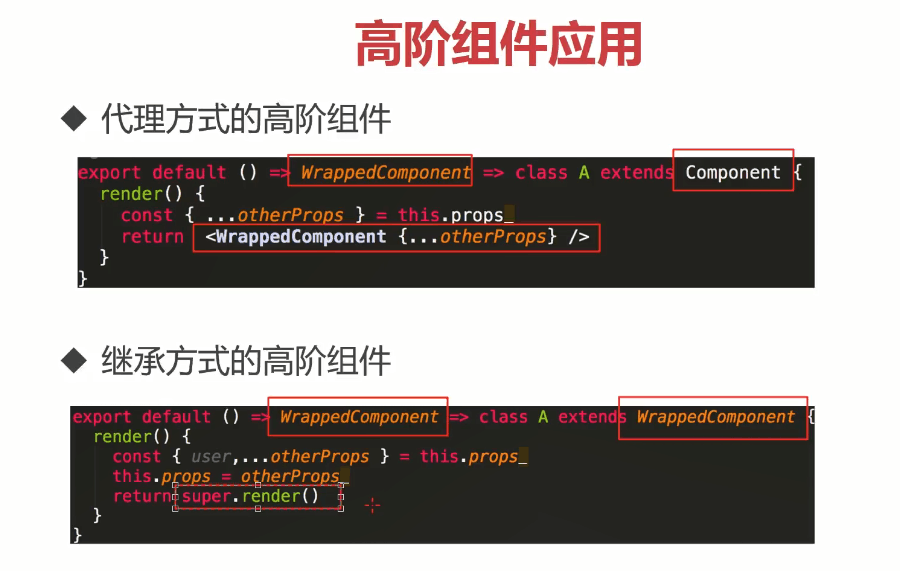 高阶组件应用
◆ 代理方式的高阶组件
export default () => WrappedComponent => class A extends Component {
render() {
const { ...otherProps } = this.props
return <WrappedComponent {...otherProps} />
}
}
◆ 继承方式的高阶组件
export default () => WrappedComponent => class A extends WrappedComponent {
render() {
const { user,...otherProps } = this.props
this.props = otherProps
return super.render()
}
}